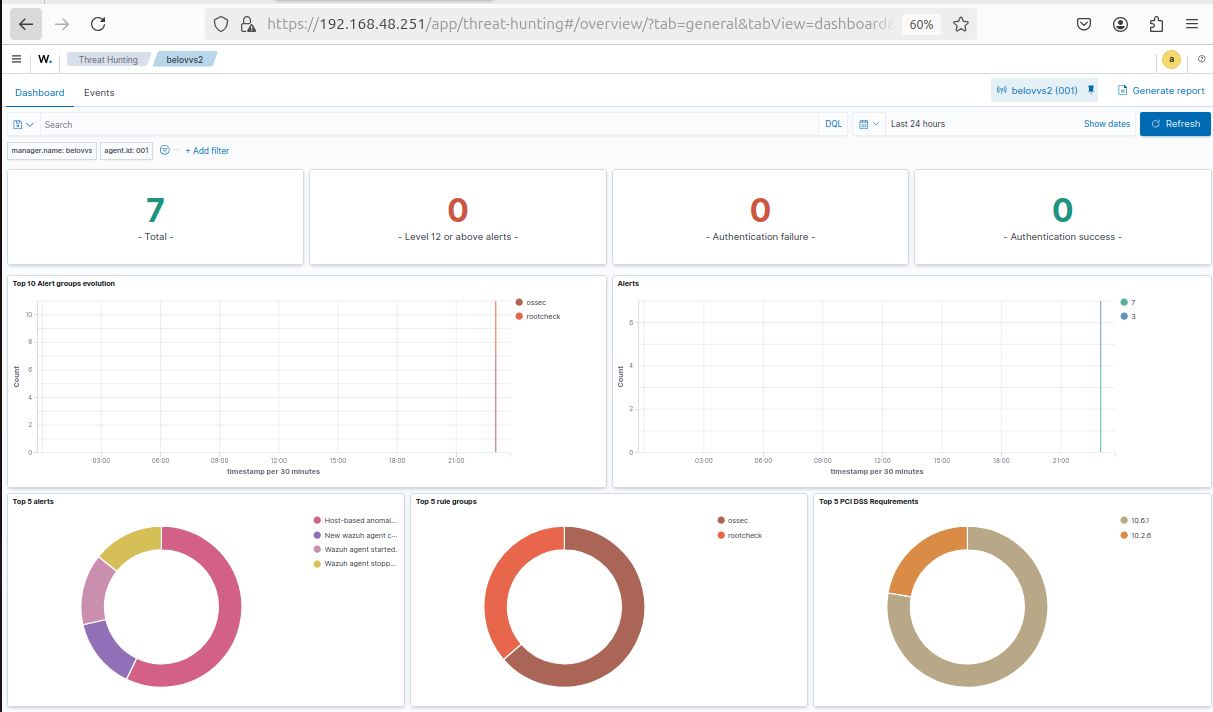 https://192.168.48.251/app/threat-hunting#/overview/?tab=general&tabView=dashboard&
60%
W.
Threat Hunting
belovvs2
a
Dashboard
Events
belovvs2 (001)
Generate report
Search
DQL
Last 24 hours
Show dates
Refresh
manager.name: belovvs
agent.id: 001
+ Add filter
7
- Total -
0
- Level 12 or above alerts -
0
- Authentication failure -
0
- Authentication success -
Top 10 Alert groups evolution
ossec
rootcheck
10
8
6
4
2
0
Count
03:00
06:00
09:00
12:00
15:00
18:00
21:00
timestamp per 30 minutes
Alerts
7
3
6
4
2
0
Count
03:00
06:00
09:00
12:00
15:00
18:00
21:00
timestamp per 30 minutes
Top 5 alerts
Host-based anomal...
New wazuh agent c...
Wazuh agent started.
Wazuh agent stopp...
Top 5 rule groups
ossec
rootcheck
Top 5 PCI DSS Requirements
10.6.1
10.2.6